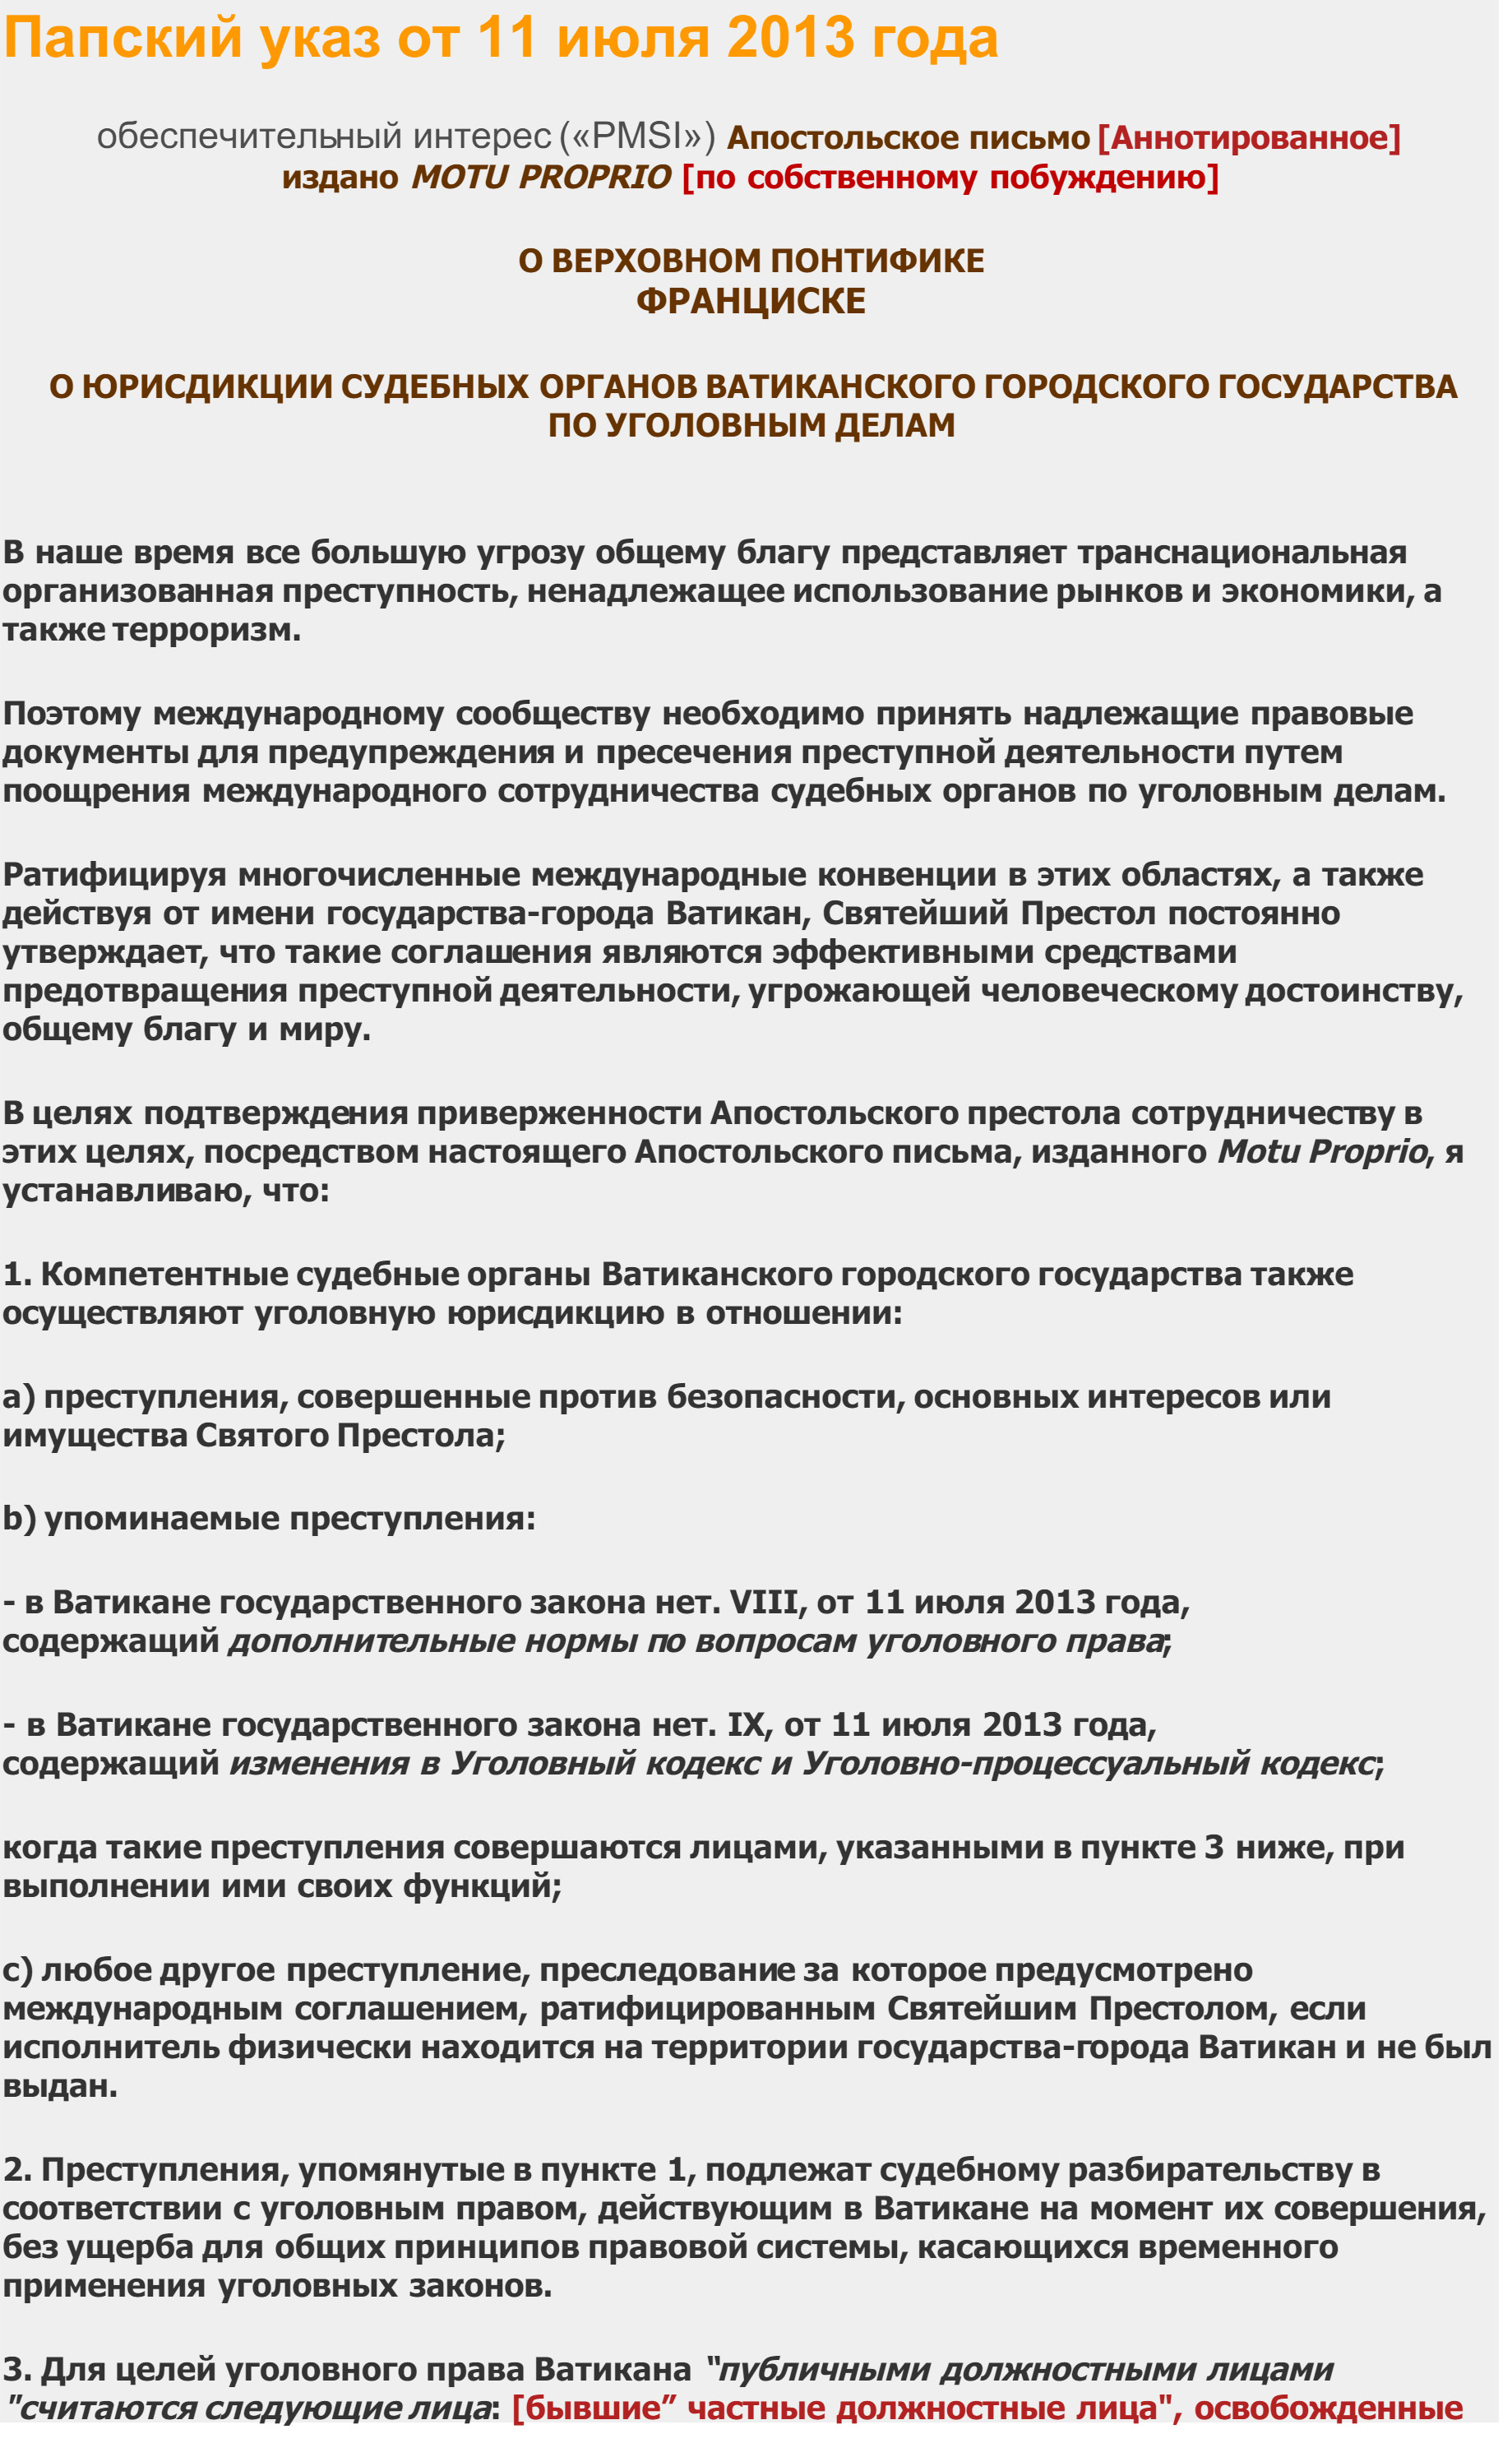 Папский указ от 11 июля 2013 года
обеспечительный интерес («PMSI») Апостольское письмо [Аннотированное]
издано MOTU PROPRIO [по собственному побуждению]
О ВЕРХОВНОМ ПОНТИФИКЕ
ФРАНЦИСКЕ
О ЮРИСДИКЦИИ СУДЕБНЫХ ОРГАНОВ ВАТИКАНСКОГО ГОРОДСКОГО ГОСУДАРСТВА
ПО УГОЛОВНЫМ ДЕЛАМ
В наше время все большую угрозу общему благу представляет транснациональная
организованная преступность, ненадлежащее использование рынков и экономики, а
также терроризм.
Поэтому международному сообществу необходимо принять надлежащие правовые
документы для предупреждения и пресечения преступной деятельности путем
поощрения международного сотрудничества судебных органов по уголовным делам.
Ратифицируя многочисленные международные конвенции в этих областях, а также
действуя от имени государства-города Ватикан, Святейший Престол постоянно
утверждает, что такие соглашения являются эффективными средствами
предотвращения преступной деятельности, угрожающей человеческому достоинству,
общему благу и миру.
В целях подтверждения приверженности Апостольского престола сотрудничеству в
этих целях, посредством настоящего Апостольского письма, изданного Motu Proprio, я
устанавливаю, что:
1. Компетентные судебные органы Ватиканского городского государства также
осуществляют уголовную юрисдикцию в отношении:
a) преступления, совершенные против безопасности, основных интересов или
имущества Святого Престола;
b) упоминаемые преступления:
- в Ватикане государственного закона нет. VIII, от 11 июля 2013 года,
содержащий дополнительные нормы по вопросам уголовного права;
- в Ватикане государственного закона нет. IX, от 11 июля 2013 года,
содержащий изменения в Уголовный кодекс и Уголовно-процессуальный кодекс;
когда такие преступления совершаются лицами, указанными в пункте 3 ниже, при
выполнении ими своих функций;
c) любое другое преступление, преследование за которое предусмотрено
международным соглашением, ратифицированным Святейшим Престолом, если
исполнитель физически находится на территории государства-города Ватикан и не был
выдан.
2. Преступления, упомянутые в пункте 1, подлежат судебному разбирательству в
соответствии с уголовным правом, действующим в Ватикане на момент их совершения,
без ущерба для общих принципов правовой системы, касающихся временного
применения уголовных законов.
3. Для целей уголовного права Ватикана “публичными должностными лицами
"считаются следующие лица: [бывшие” частные должностные лица", освобожденные